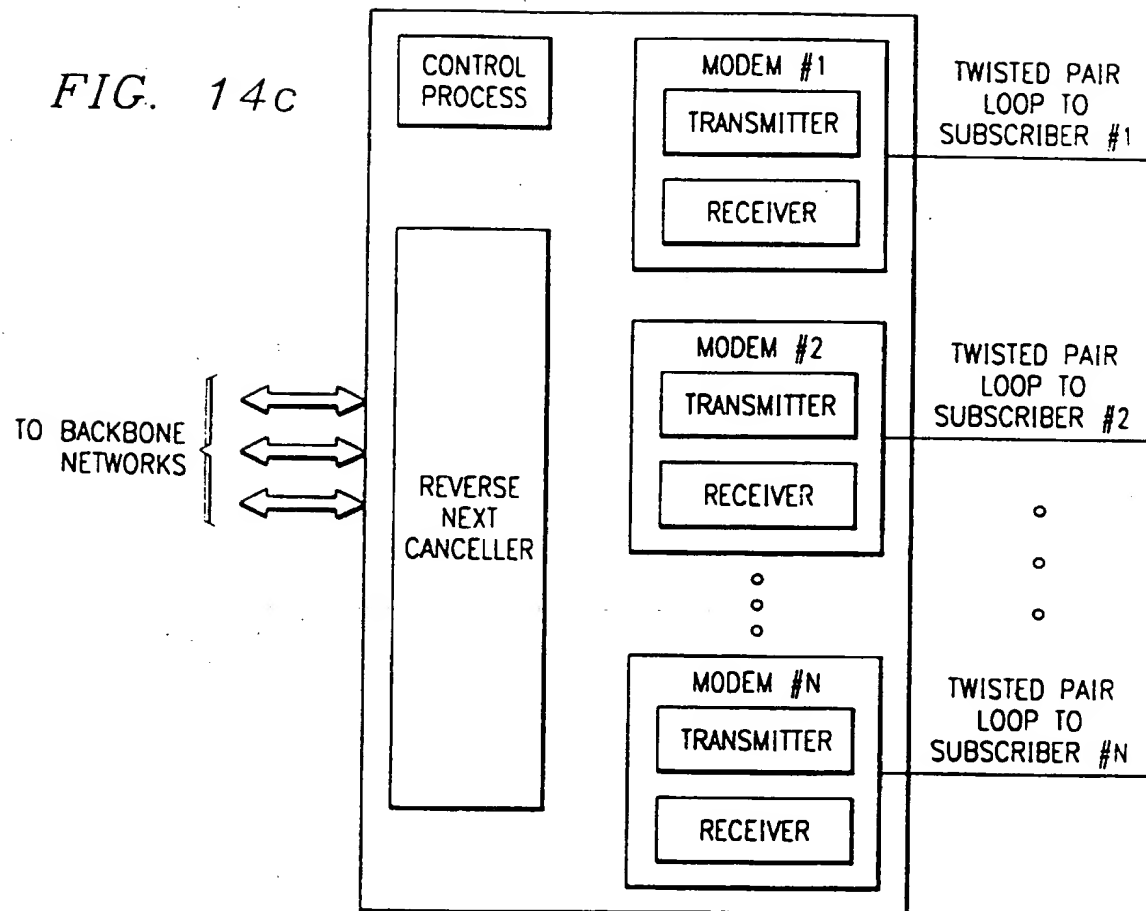 FIG. 14c
CONTROL
PROCESS
MODEM #1
TRANSMITTER
RECEIVER
TWISTED PAIR
LOOP TO
SUBSCRIBER #1
MODEM #2
TRANSMITTER
RECEIVER
TWISTED PAIR
LOOP TO
SUBSCRIBER #2
TO BACKBONE
NETWORKS
REVERSE
NEXT
CANCELLER
MODEM #N
TRANSMITTER
RECEIVER
TWISTED PAIR
LOOP TO
SUBSCRIBER #N